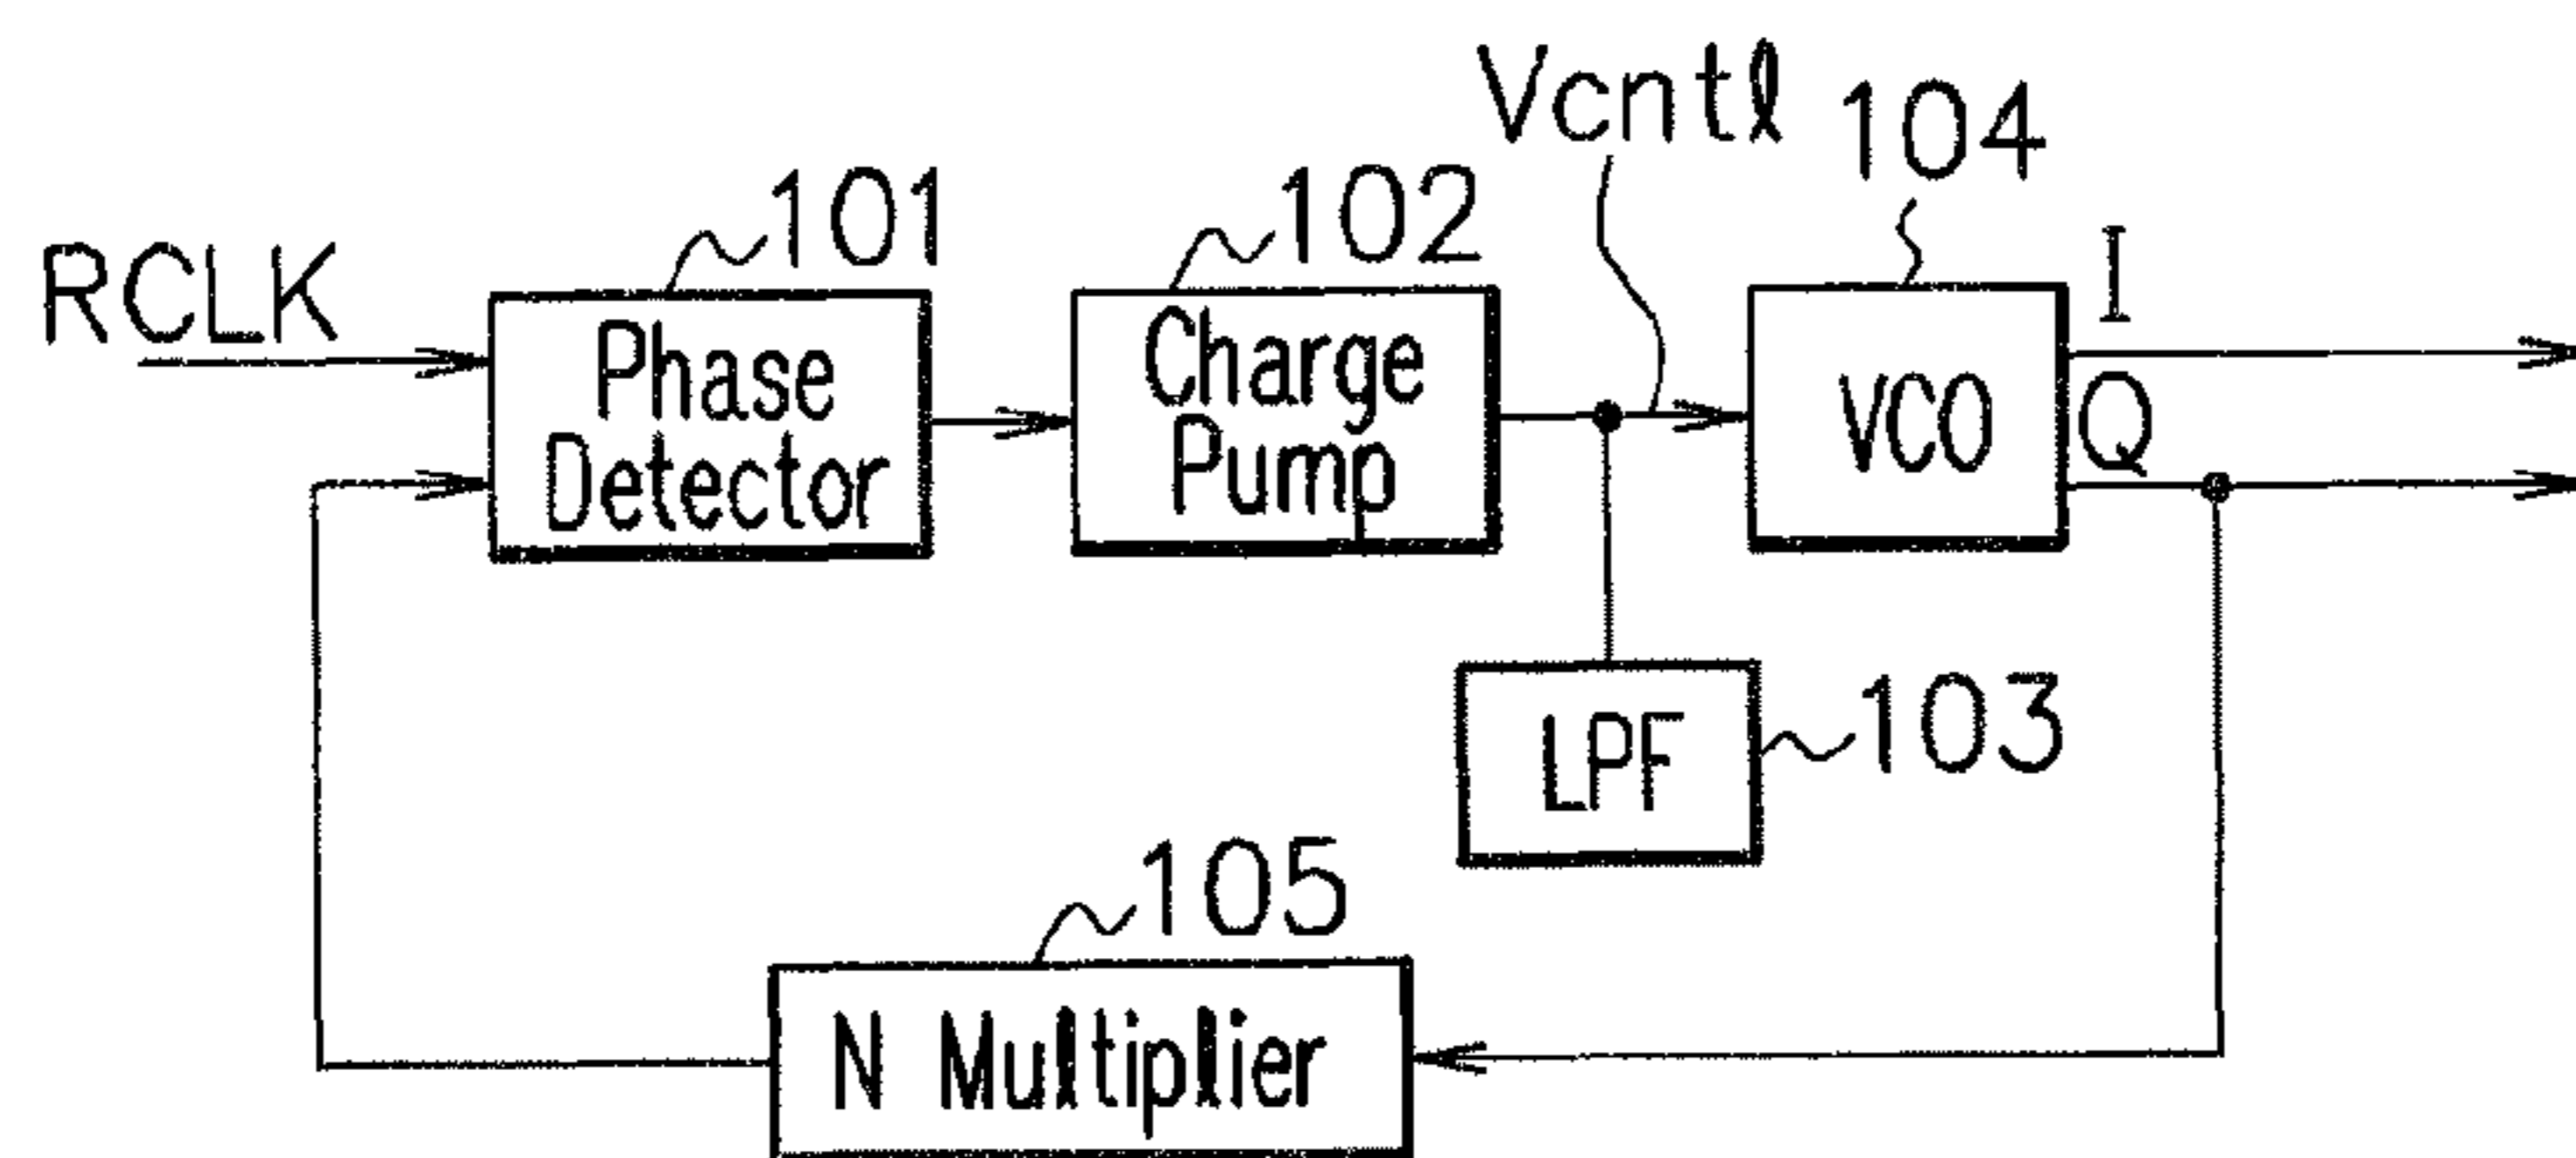 Vcntl
104
101
102
RCLK
I
Phase
Detector
Charge
Pump
VCO
Q
LPF
103
105
N Multiplier